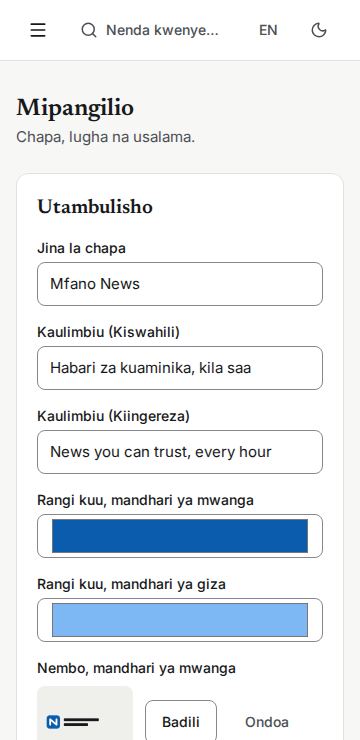 Nenda kwenye...
EN
Mipangilio
Chapa, lugha na usalama.
Utambulisho
Jina la chapa
Mfano News
Kaulimbiu (Kiswahili)
Habari za kuaminika, kila saa
Kaulimbiu (Kiingereza)
News you can trust, every hour
Rangi kuu, mandhari ya mwanga
Rangi kuu, mandhari ya giza
Nembo, mandhari ya mwanga
N
Badili
Ondoa